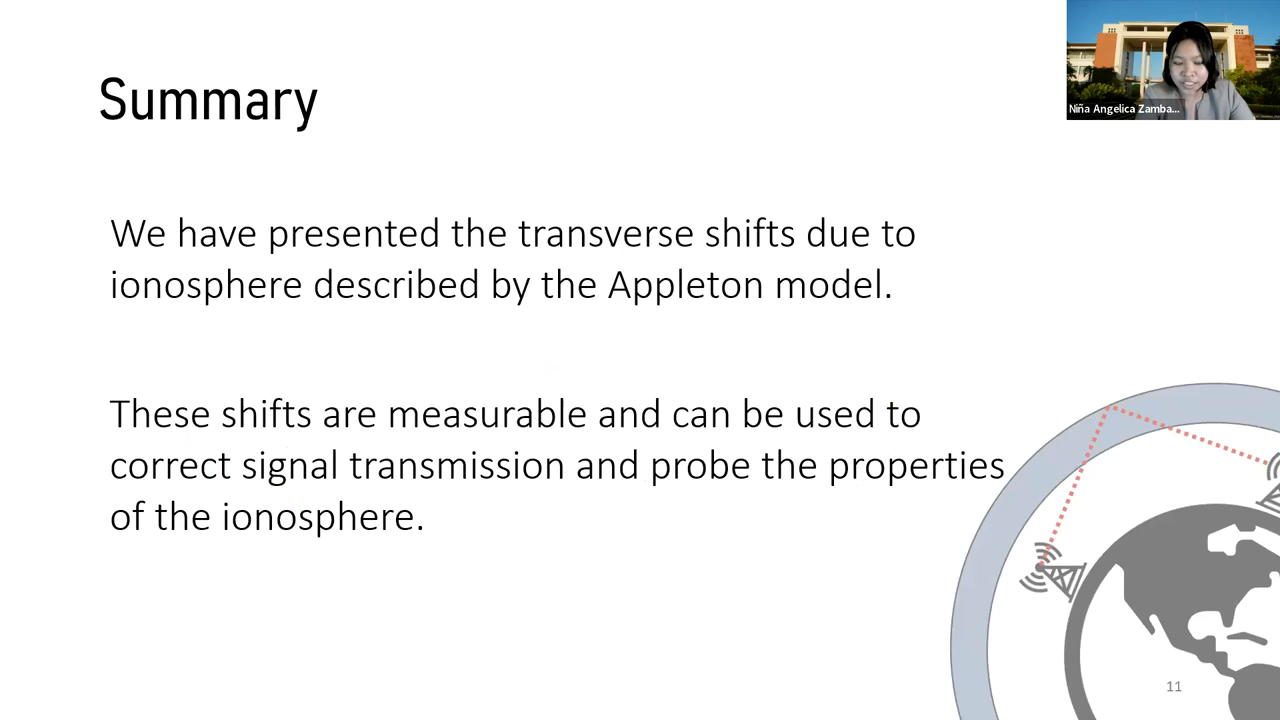 Summary
Niña Angelica Zamba...
We have presented the transverse shifts due to
ionosphere described by the Appleton model.
These shifts are measurable and can be used to
correct signal transmission and probe the properties
of the ionosphere.
11